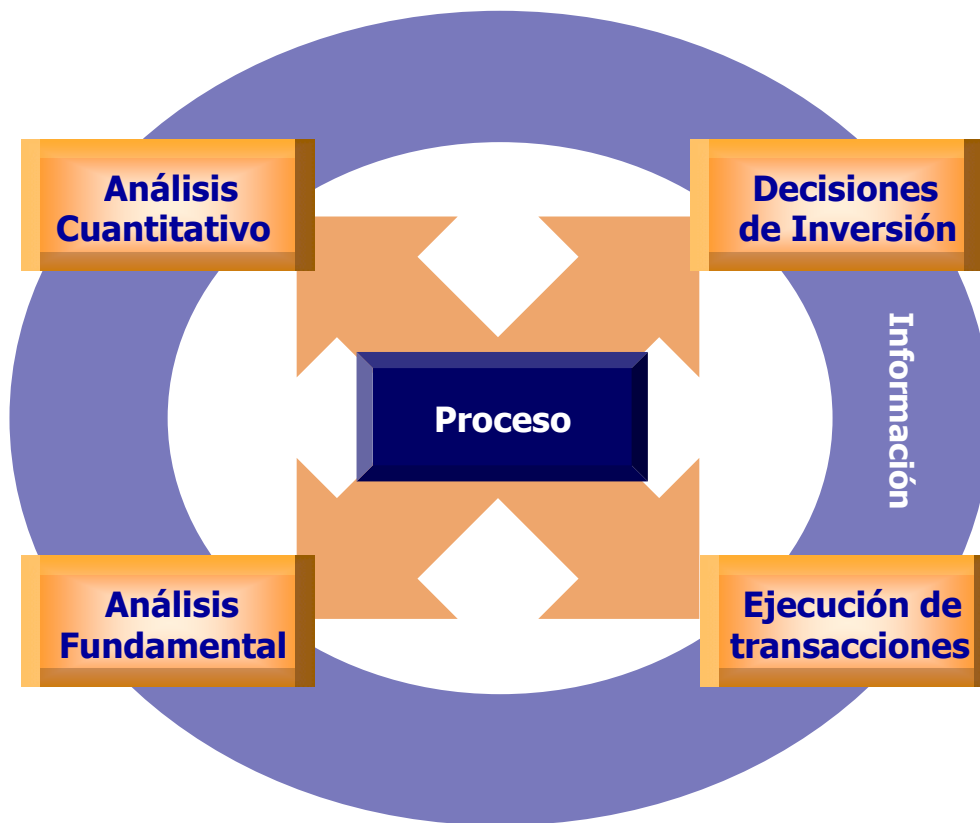 Análisis
Cuantitativo
Decisiones
de Inversión
Información
Proceso
Análisis
Fundamental
Ejecución de
transacciones